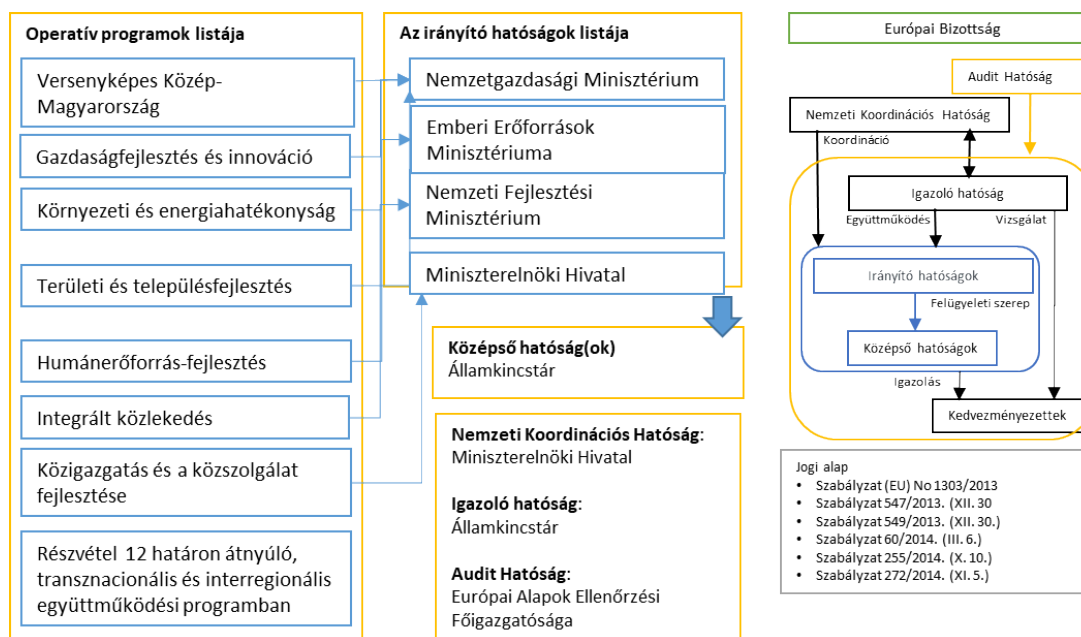 Operatív programok listája
Versenyképes Közép-
Magyarország
Gazdaságfejlesztés és innováció
Környezeti és energiahatékonyság
Területi és településfejlesztés
Humánerőforrás-fejlesztés
Integrált közlekedés
Közigazgatás és a közszolgálat
fejlesztése
Részvétel 12 határon átnyúló,
transznacionális és interregionális
együttműködési programban
Az irányító hatóságok listája
Nemzetgazdasági Minisztérium
Emberi Erőforrások
Minisztériuma
Nemzeti Fejlesztési
Minisztérium
Miniszterelnöki Hivatal
Középső hatóság(ok)
Államkincstár
Nemzeti Koordinációs Hatóság:
Miniszterelnöki Hivatal
Igazoló hatóság:
Államkincstár
Audit Hatóság:
Európai Alapok Ellenőrzési
Főigazgatósága
Európai Bizottság
Audit Hatóság
Nemzeti Koordinációs Hatóság
Koordináció
Igazoló hatóság
Együttműködés
Vizsgálat
Irányító hatóságok
Felügyeleti szerep
Középső hatóságok
Igazolás
Kedvezményezettek
Jogi alap
• Szabályzat (EU) No 1303/2013
• Szabályzat 547/2013. (XII. 30
• Szabályzat 549/2013. (XII. 30.)
• Szabályzat 60/2014. (III. 6.)
• Szabályzat 255/2014. (X. 10.)
• Szabályzat 272/2014. (XI. 5.)